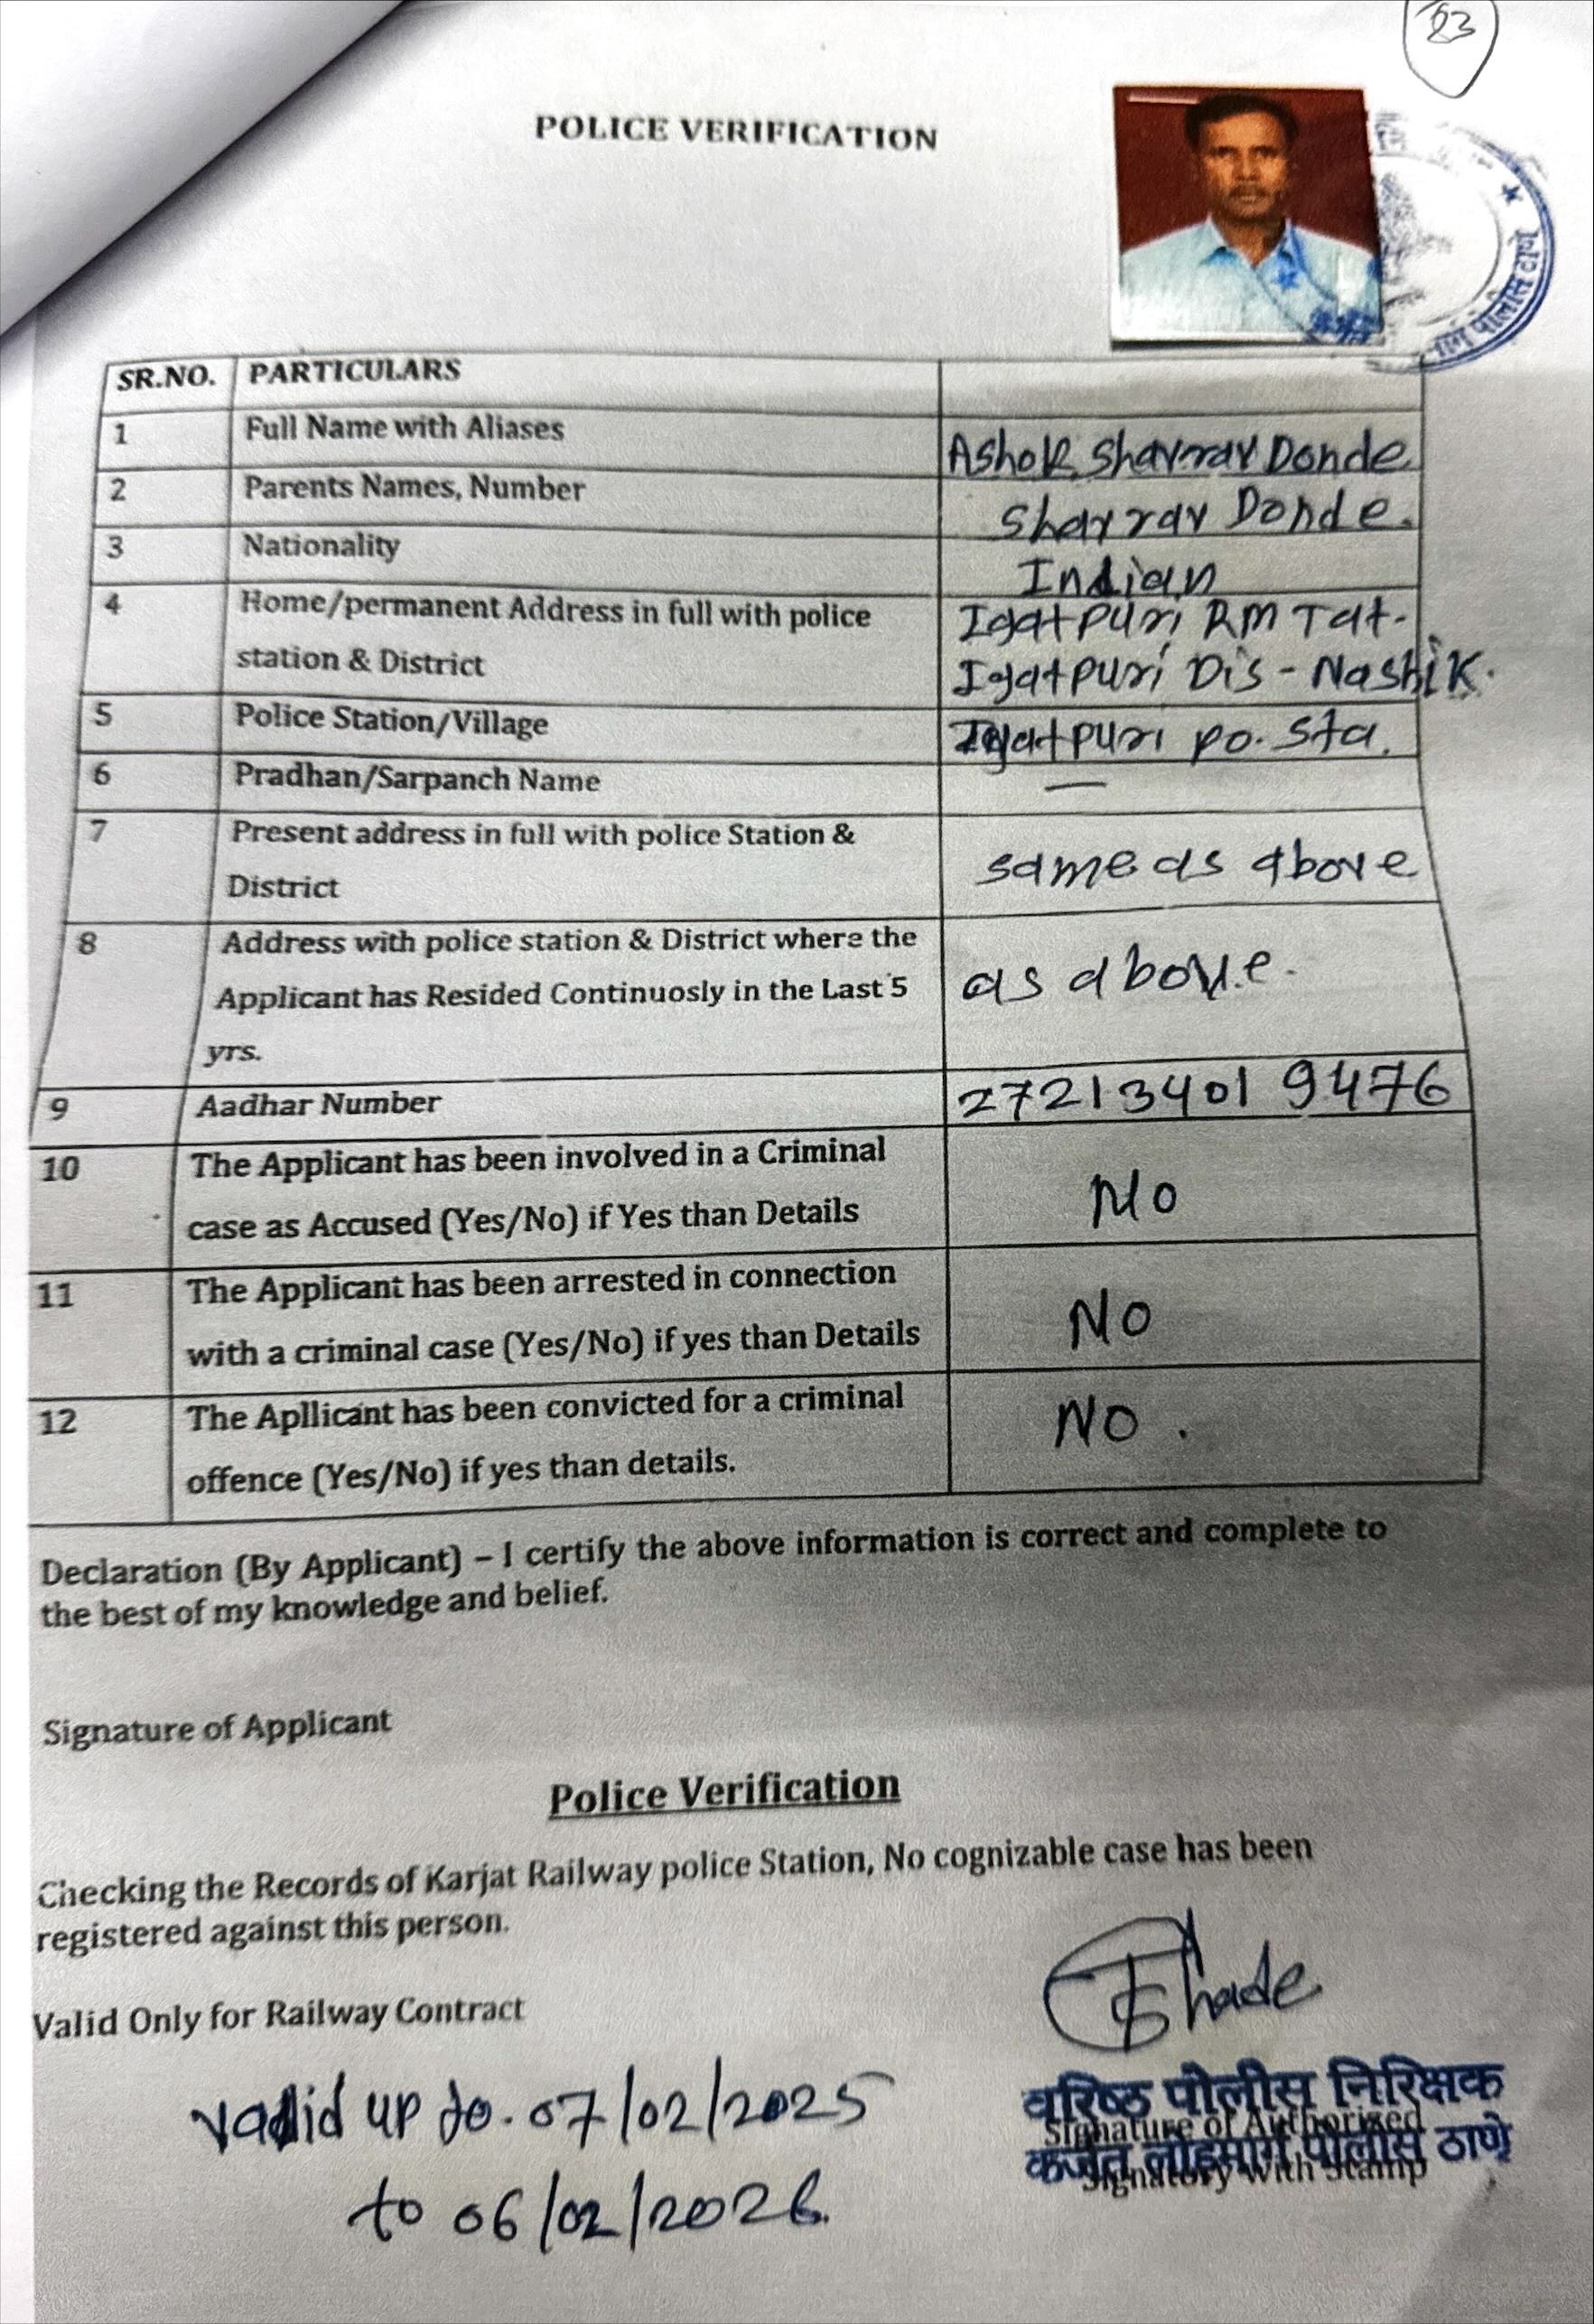 23
POLICE VERIFICATION
पोलीस ठाणे
SR.NO. PARTICULARS
1 Full Name with Aliases Ashok Shavrav Donde
2 Parents Names, Number Shavrav Donde.
3 Nationality Indian
4 Home/permanent Address in full with police Igatpuri RM Tat-
station & District Igatpuri Dis - Nashik.
5 Police Station/Village Igatpuri po. Sta.
6 Pradhan/Sarpanch Name —
7 Present address in full with police Station & same as above
District
8 Address with police station & District where the as above.
Applicant has Resided Continuosly in the Last 5
yrs.
9 Aadhar Number 27213401 9476
10 The Applicant has been involved in a Criminal No
case as Accused (Yes/No) if Yes than Details
11 The Applicant has been arrested in connection No
with a criminal case (Yes/No) if yes than Details
12 The Apllicant has been convicted for a criminal No.
offence (Yes/No) if yes than details.
Declaration (By Applicant) – I certify the above information is correct and complete to
the best of my knowledge and belief.
Signature of Applicant
Police Verification
Checking the Records of Karjat Railway police Station, No cognizable case has been
registered against this person.
Valid Only for Railway Contract
valid up to. 07/02/2025
to 06/02/2026
वरिष्ठ पोलीस निरिक्षक
Signature of Authorized
कर्जत लोहमार्ग पोलीस ठाणे
Signatory with Stamp